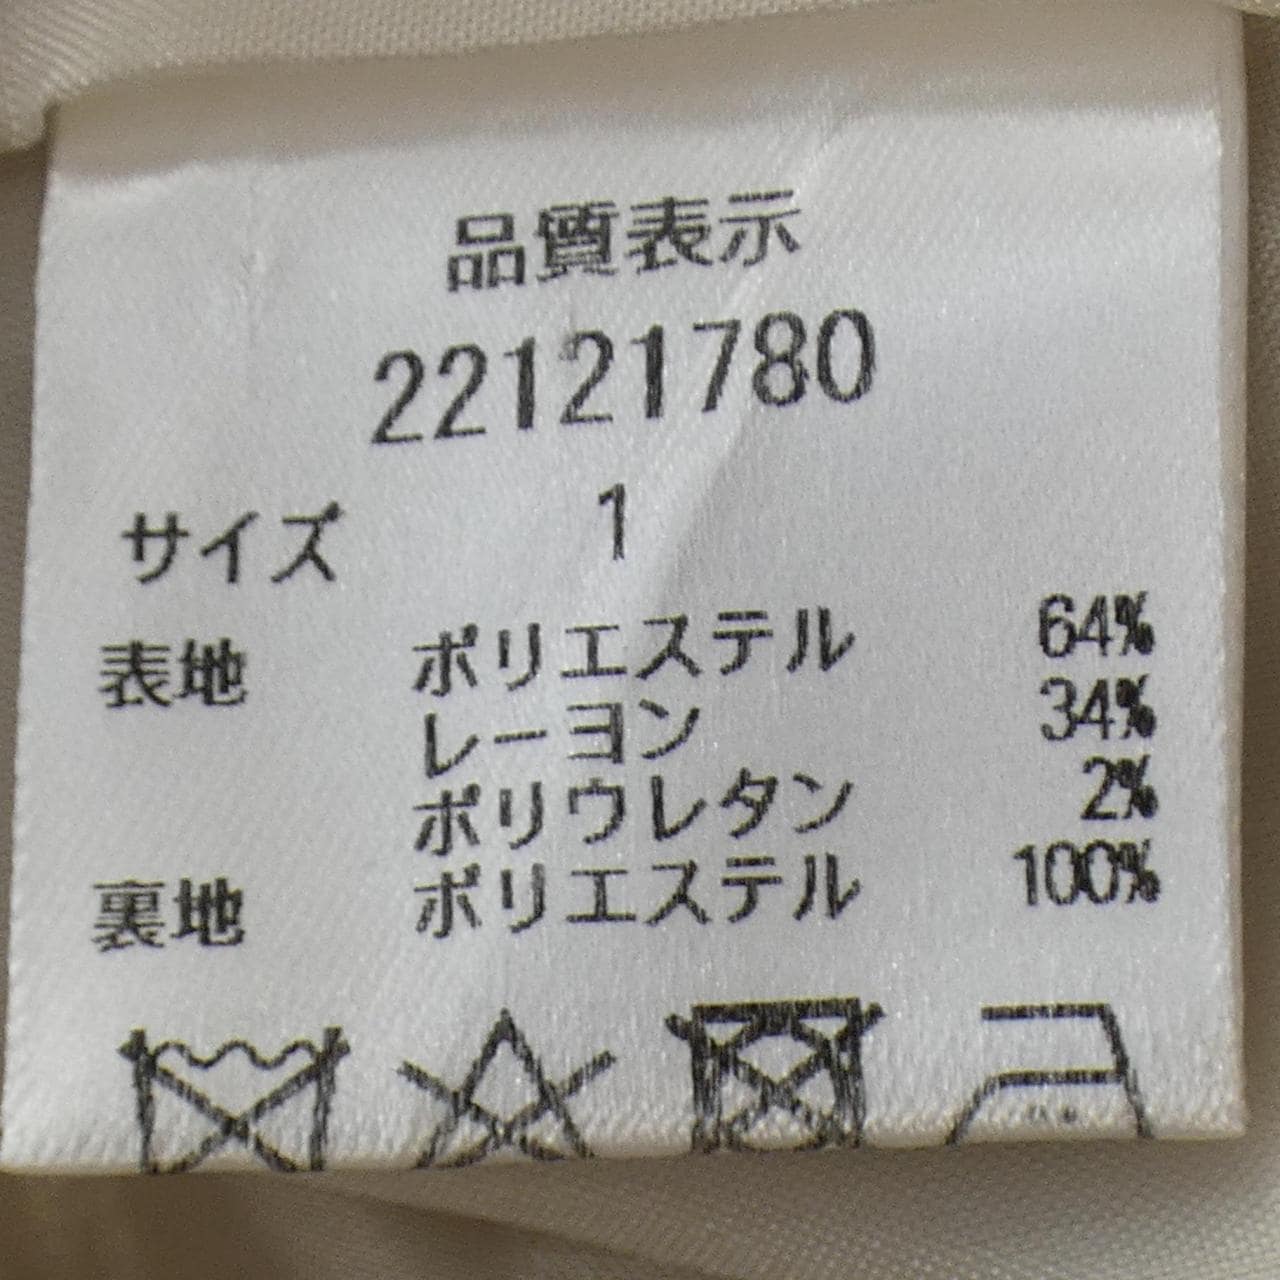 品質表示
22121780
サイズ 1
表地 ポリエステル 64%
レーヨン 34%
ポリウレタン 2%
裏地 ポリエステル 100%